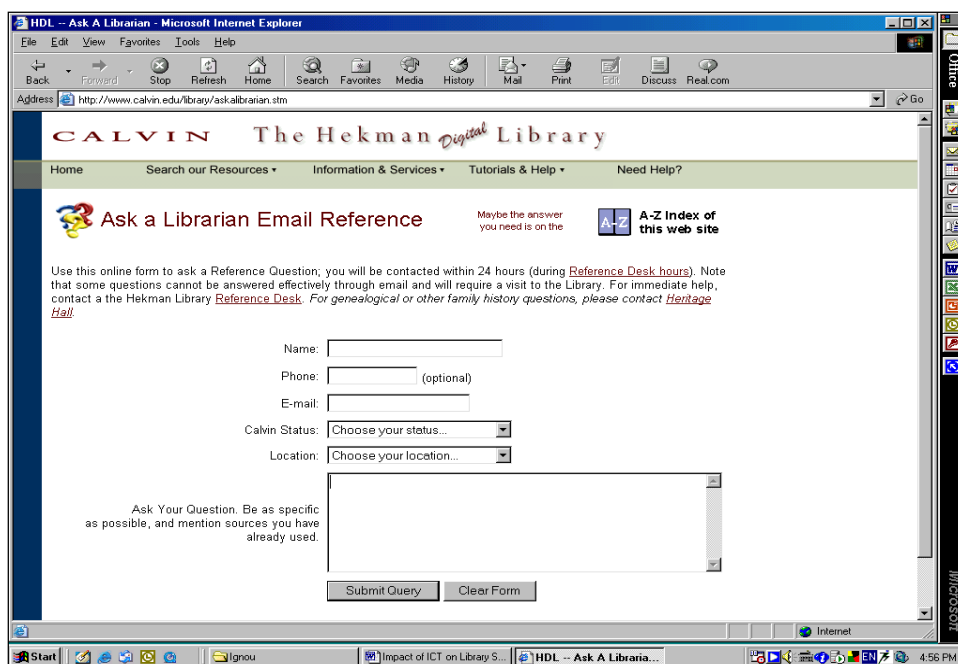 HDL -- Ask A Librarian - Microsoft Internet Explorer
File Edit View Favorites Tools Help
Back Forward Stop Refresh Home Search Favorites Media History Mail Print Edit Discuss Real.com
Address http://www.calvin.edu/library/askalibrarian.stm Go
CALVIN The Hekman Digital Library
Home Search our Resources Information & Services Tutorials & Help Need Help?
Ask a Librarian Email Reference
Maybe the answer
you need is on the
A-Z
A-Z Index of
this web site
Use this online form to ask a Reference Question; you will be contacted within 24 hours (during Reference Desk hours). Note
that some questions cannot be answered effectively through email and will require a visit to the Library. For immediate help,
contact a the Hekman Library Reference Desk. For genealogical or other family history questions, please contact Heritage
Hall.
Name:
Phone: (optional)
E-mail:
Calvin Status: Choose your status...
Location: Choose your location...
Ask Your Question. Be as specific
as possible, and mention sources you have
already used.
Submit Query Clear Form
Internet
Start Ignou Impact of ICT on Library S... HDL -- Ask A Libraria... EN 4:56 PM
Office
Microsoft